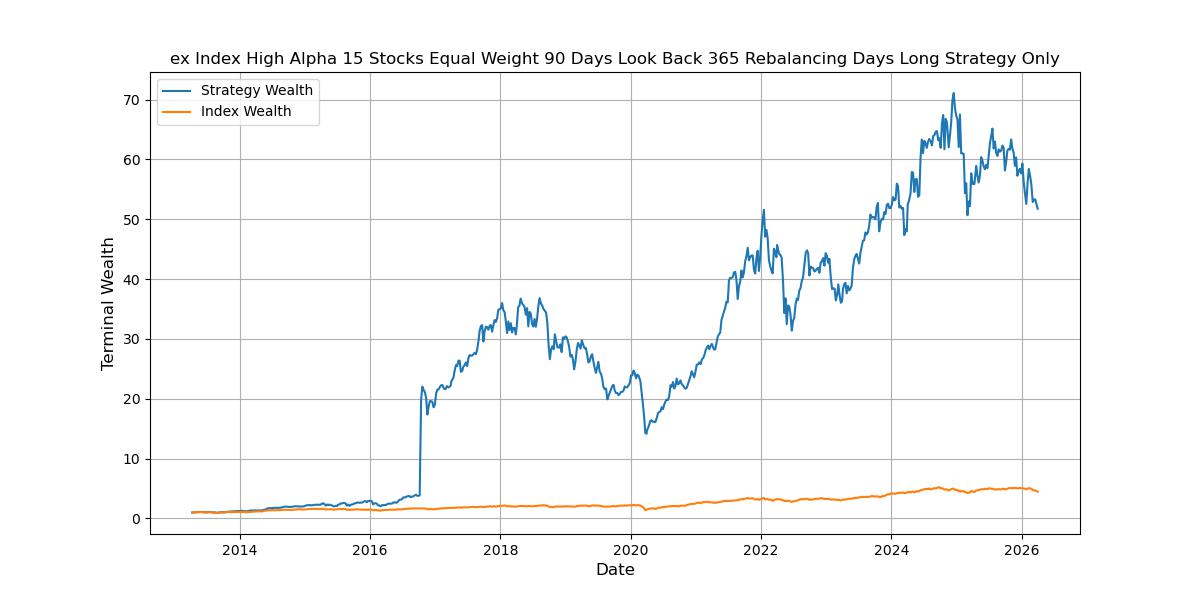 ex Index High Alpha 15 Stocks Equal Weight 90 Days Look Back 365 Rebalancing Days Long Strategy Only
Strategy Wealth
Index Wealth
70
60
50
40
30
20
10
0
Terminal Wealth
2014 2016 2018 2020 2022 2024 2026
Date